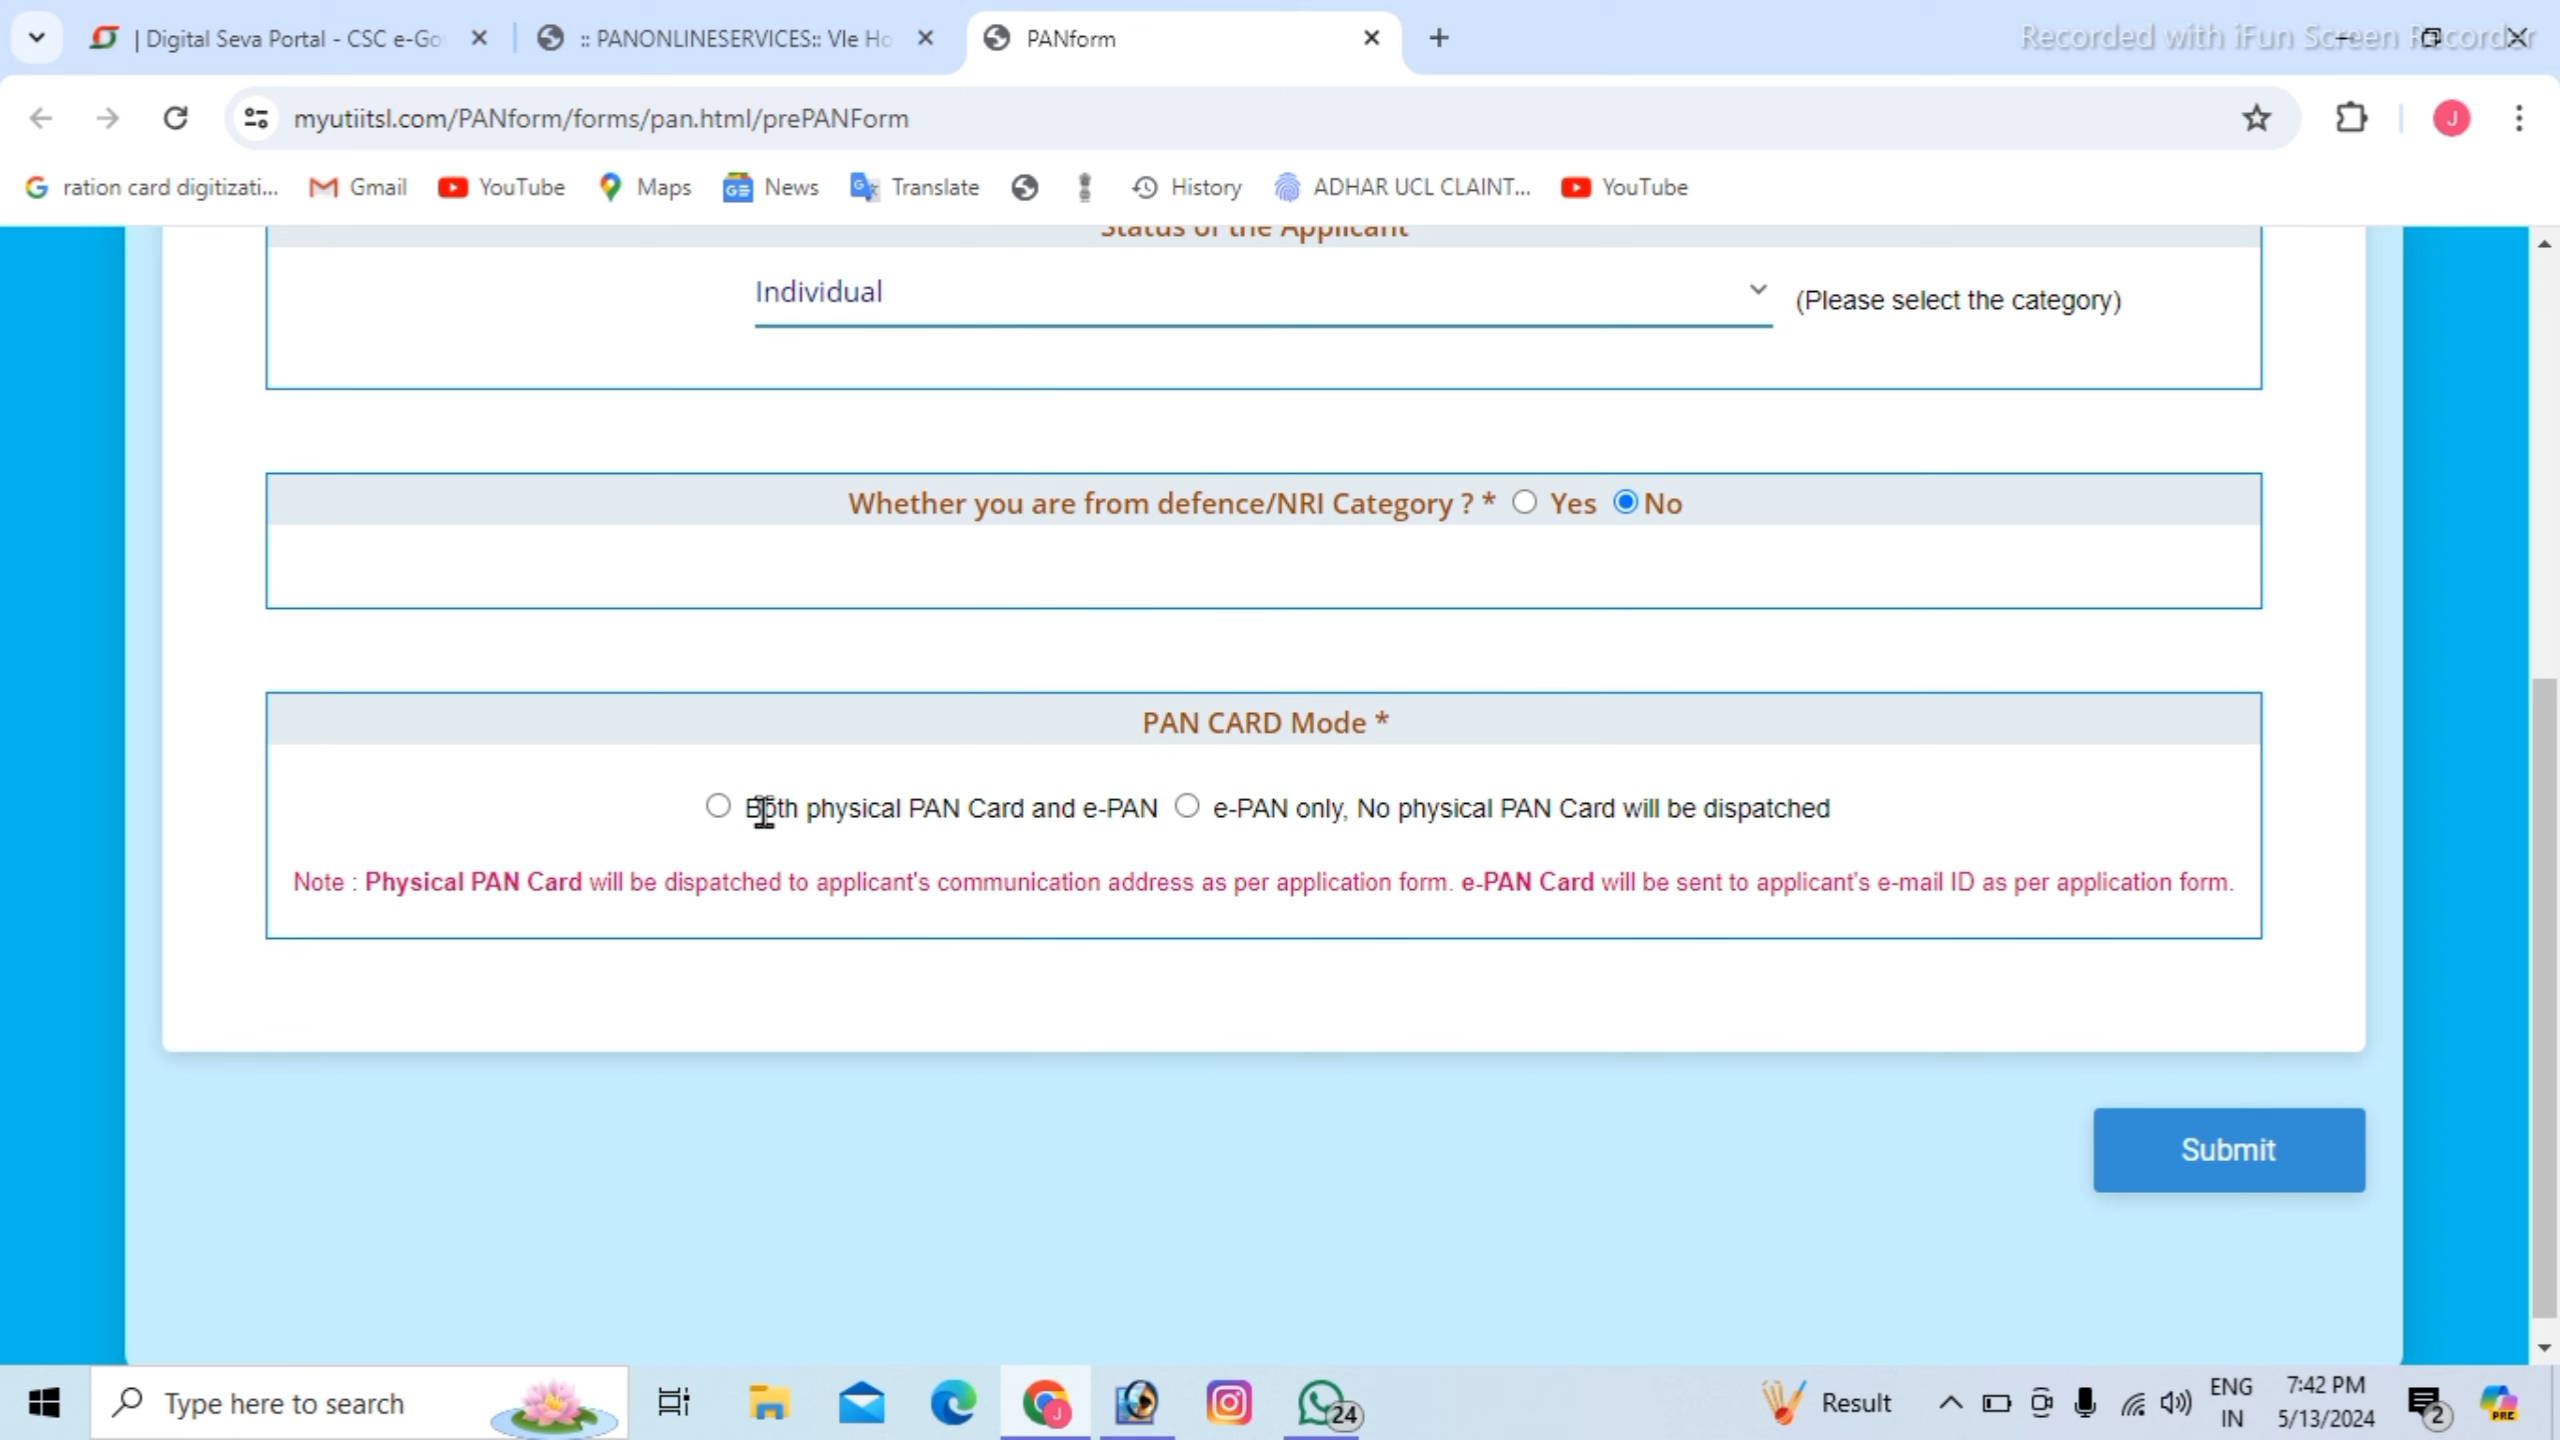 | Digital Seva Portal - CSC e-Go
:: PANONLINESERVICES:: Vle Ho
PANform
Recorded with iFun Screen Recorder
myutiitsl.com/PANform/forms/pan.html/prePANForm
J
ration card digitizati...
Gmail
YouTube
Maps
News
Translate
History
ADHAR UCL CLAINT...
YouTube
Status of the Applicant
Individual
(Please select the category)
Whether you are from defence/NRI Category ? * Yes No
PAN CARD Mode *
Both physical PAN Card and e-PAN e-PAN only, No physical PAN Card will be dispatched
Note : Physical PAN Card will be dispatched to applicant's communication address as per application form. e-PAN Card will be sent to applicant's e-mail ID as per application form.
Submit
Type here to search
J
24
Result
ENG
IN
7:42 PM
5/13/2024
2
PRE